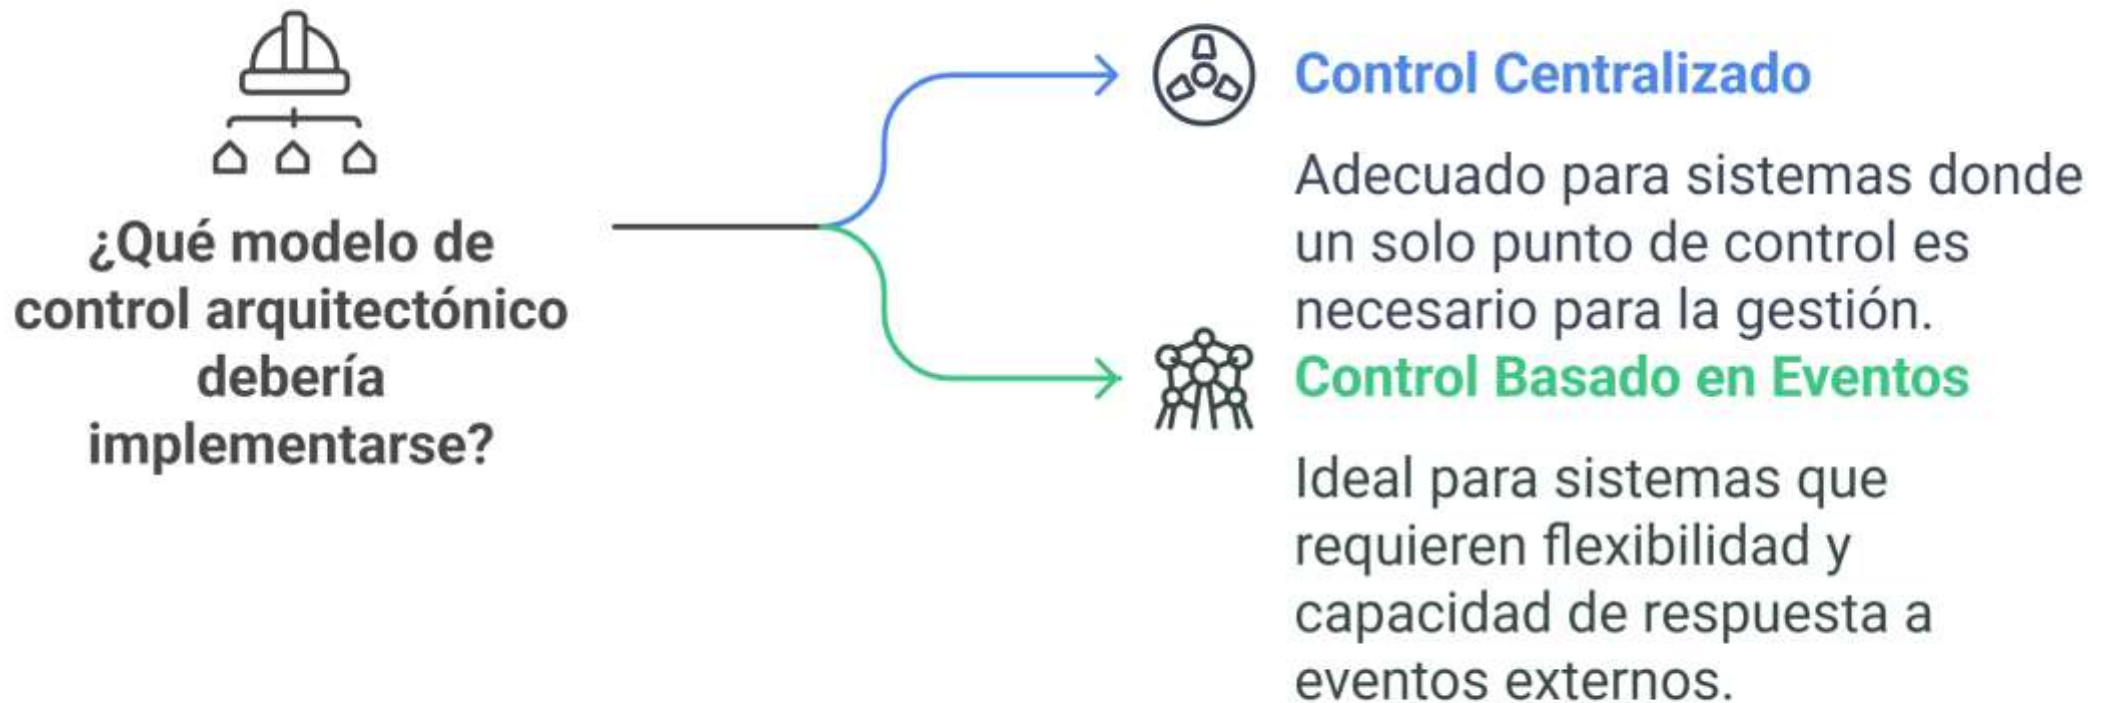 ¿Qué modelo de
control arquitectónico
debería
implementarse?
Control Centralizado
Adecuado para sistemas donde
un solo punto de control es
necesario para la gestión.
Control Basado en Eventos
Ideal para sistemas que
requieren flexibilidad y
capacidad de respuesta a
eventos externos.